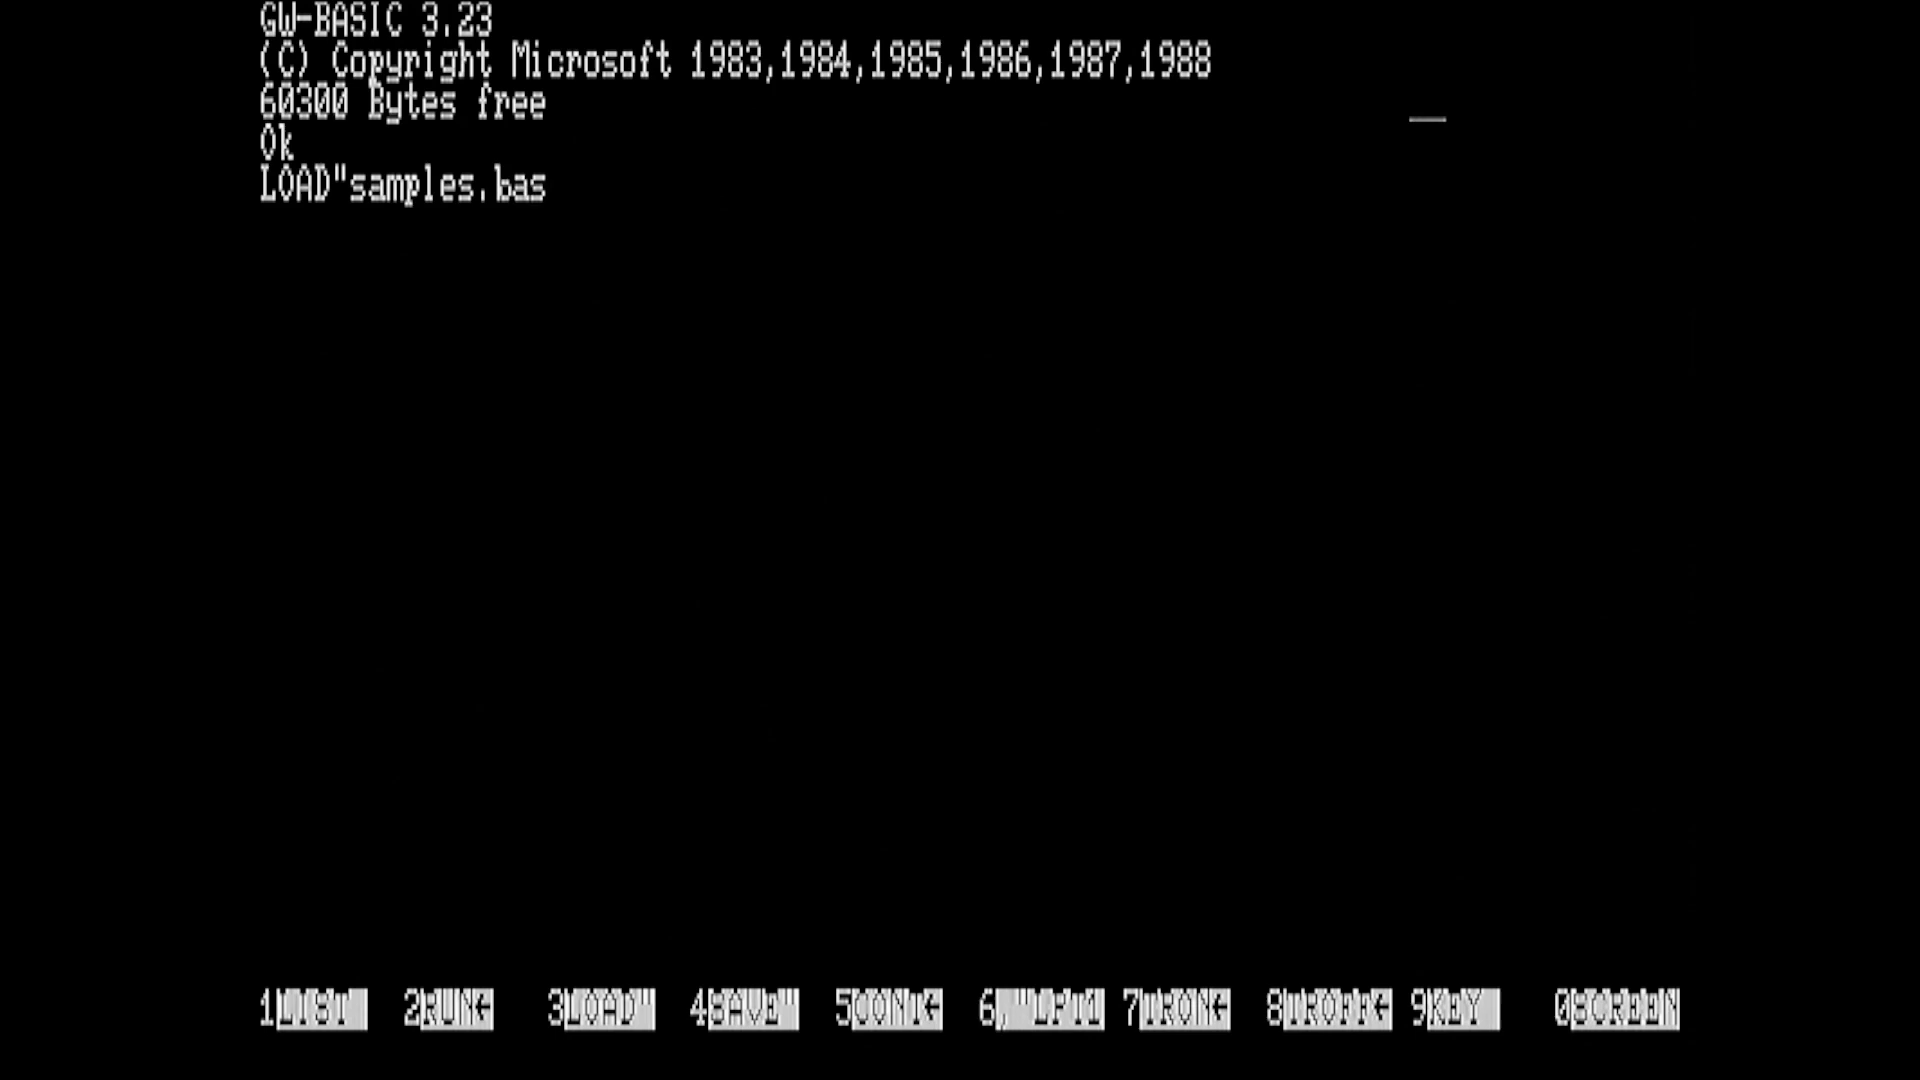 GW-BASIC 3.23
(C) Copyright Microsoft 1983,1984,1985,1986,1987,1988
60300 Bytes free
Ok
LOAD"samples.bas
1LIST 2RUN← 3LOAD" 4SAVE" 5CONT← 6,"LPT1 7TRON← 8TROFF← 9KEY 0SCREEN